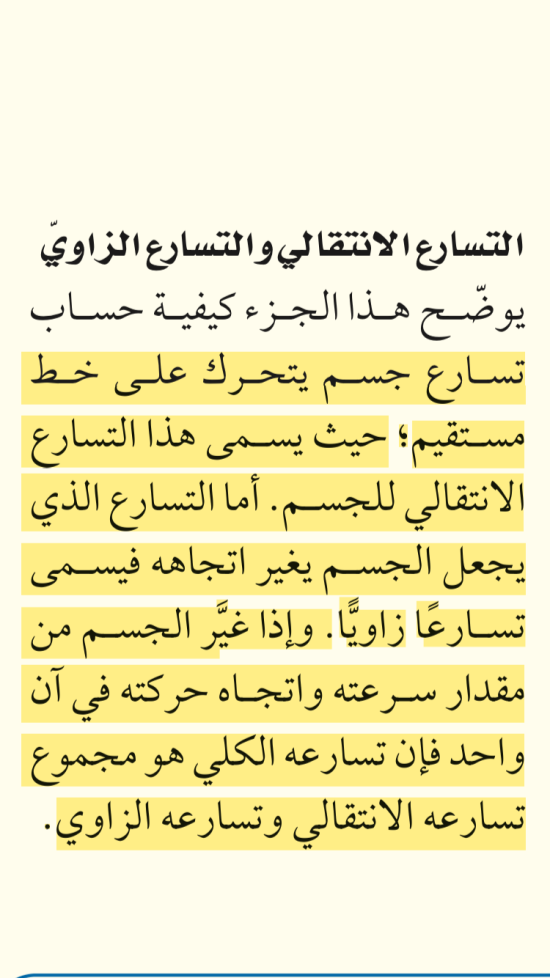 التسارع الانتقالي والتسارع الزاويّ
يوضّح هذا الجزء كيفية حساب
تسارع جسم يتحرك على خط
مستقيم؛ حيث يسمى هذا التسارع
الانتقالي للجسم. أما التسارع الذي
يجعل الجسم يغير اتجاهه فيسمى
تسارعًا زاويًّا. وإذا غيَّر الجسم من
مقدار سرعته واتجاه حركته في آن
واحد فإن تسارعه الكلي هو مجموع
تسارعه الانتقالي وتسارعه الزاوي.